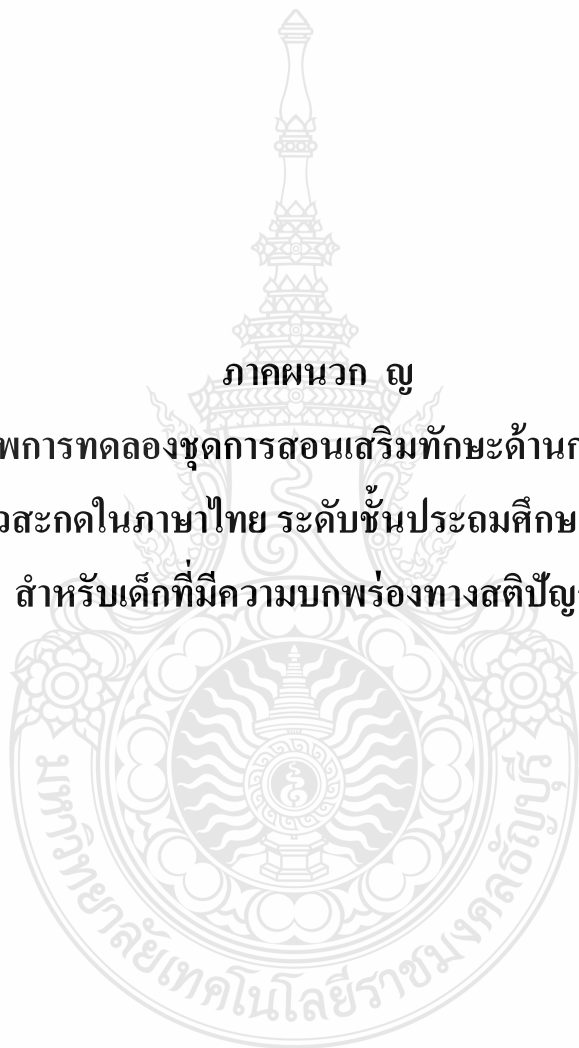 ภาคผนวก ญ
พการทดลองชุดการสอนเสริมทักษะด้านก
วสะกดในภาษาไทย ระดับชั้นประถมศึกษ
สำหรับเด็กที่มีความบกพร่องทางสติปัญ
มหาวิทยาลัยเทคโนโลยีราชมงคลธัญบุรี